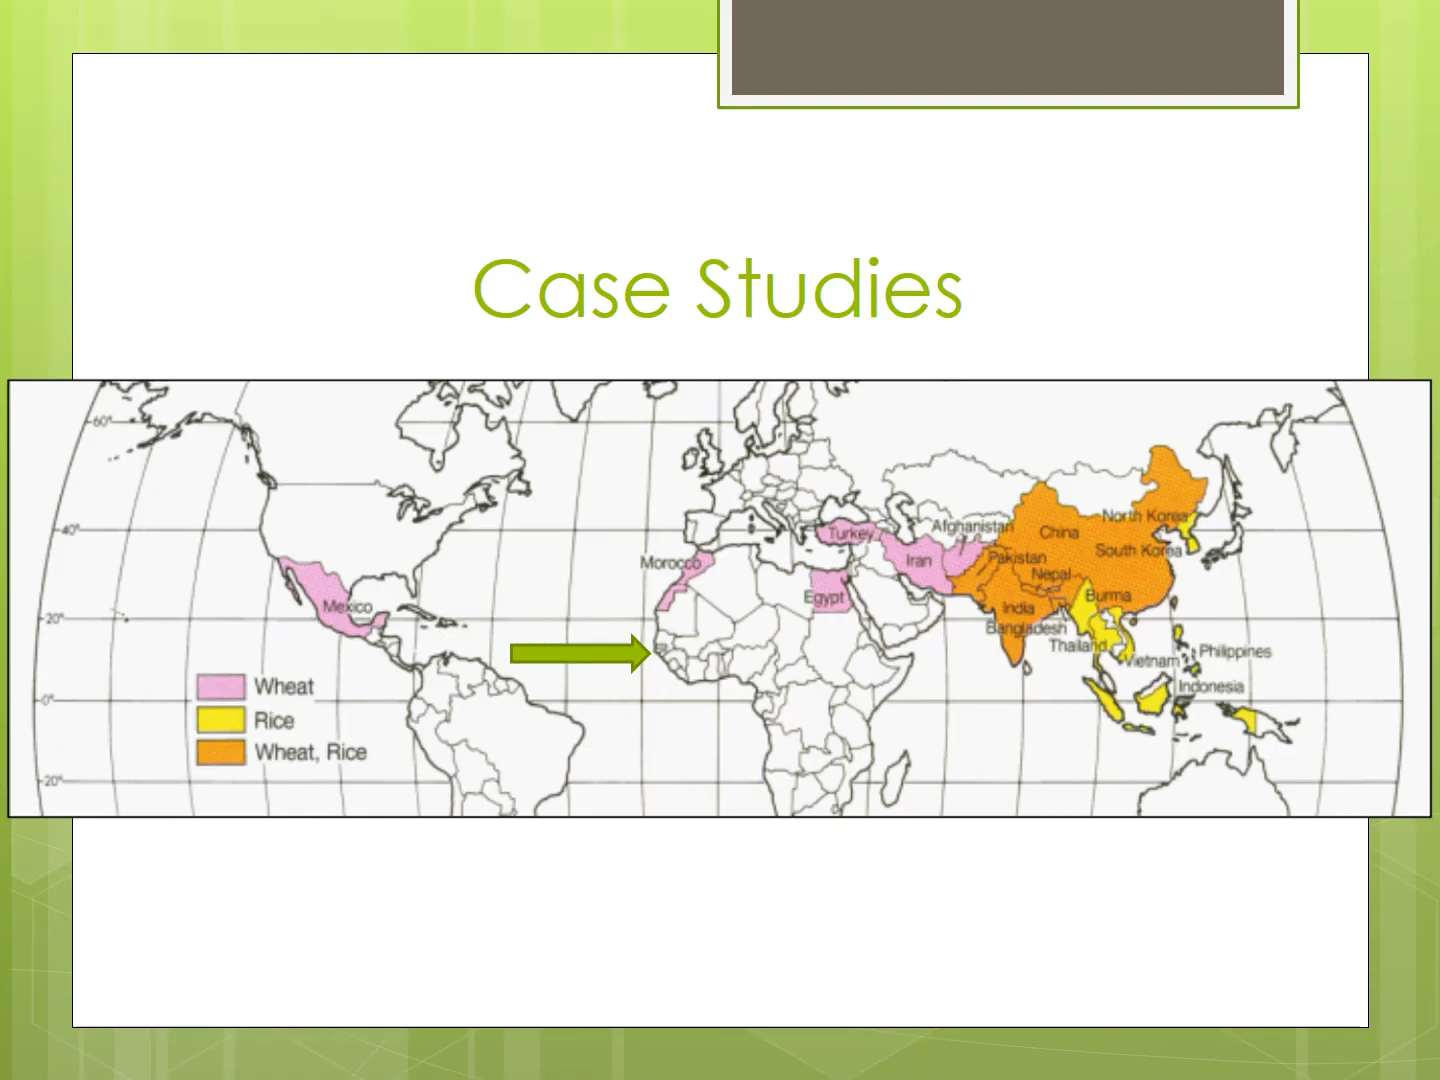 Case Studies
60°
40°
20°
0°
20°
Mexico
Morocco
Turkey
Egypt
Iran
Afghanistan
Pakistan
Nepal
India
Bangladesh
China
North Korea
South Korea
Burma
Thailand
Vietnam
Philippines
Indonesia
Wheat
Rice
Wheat, Rice